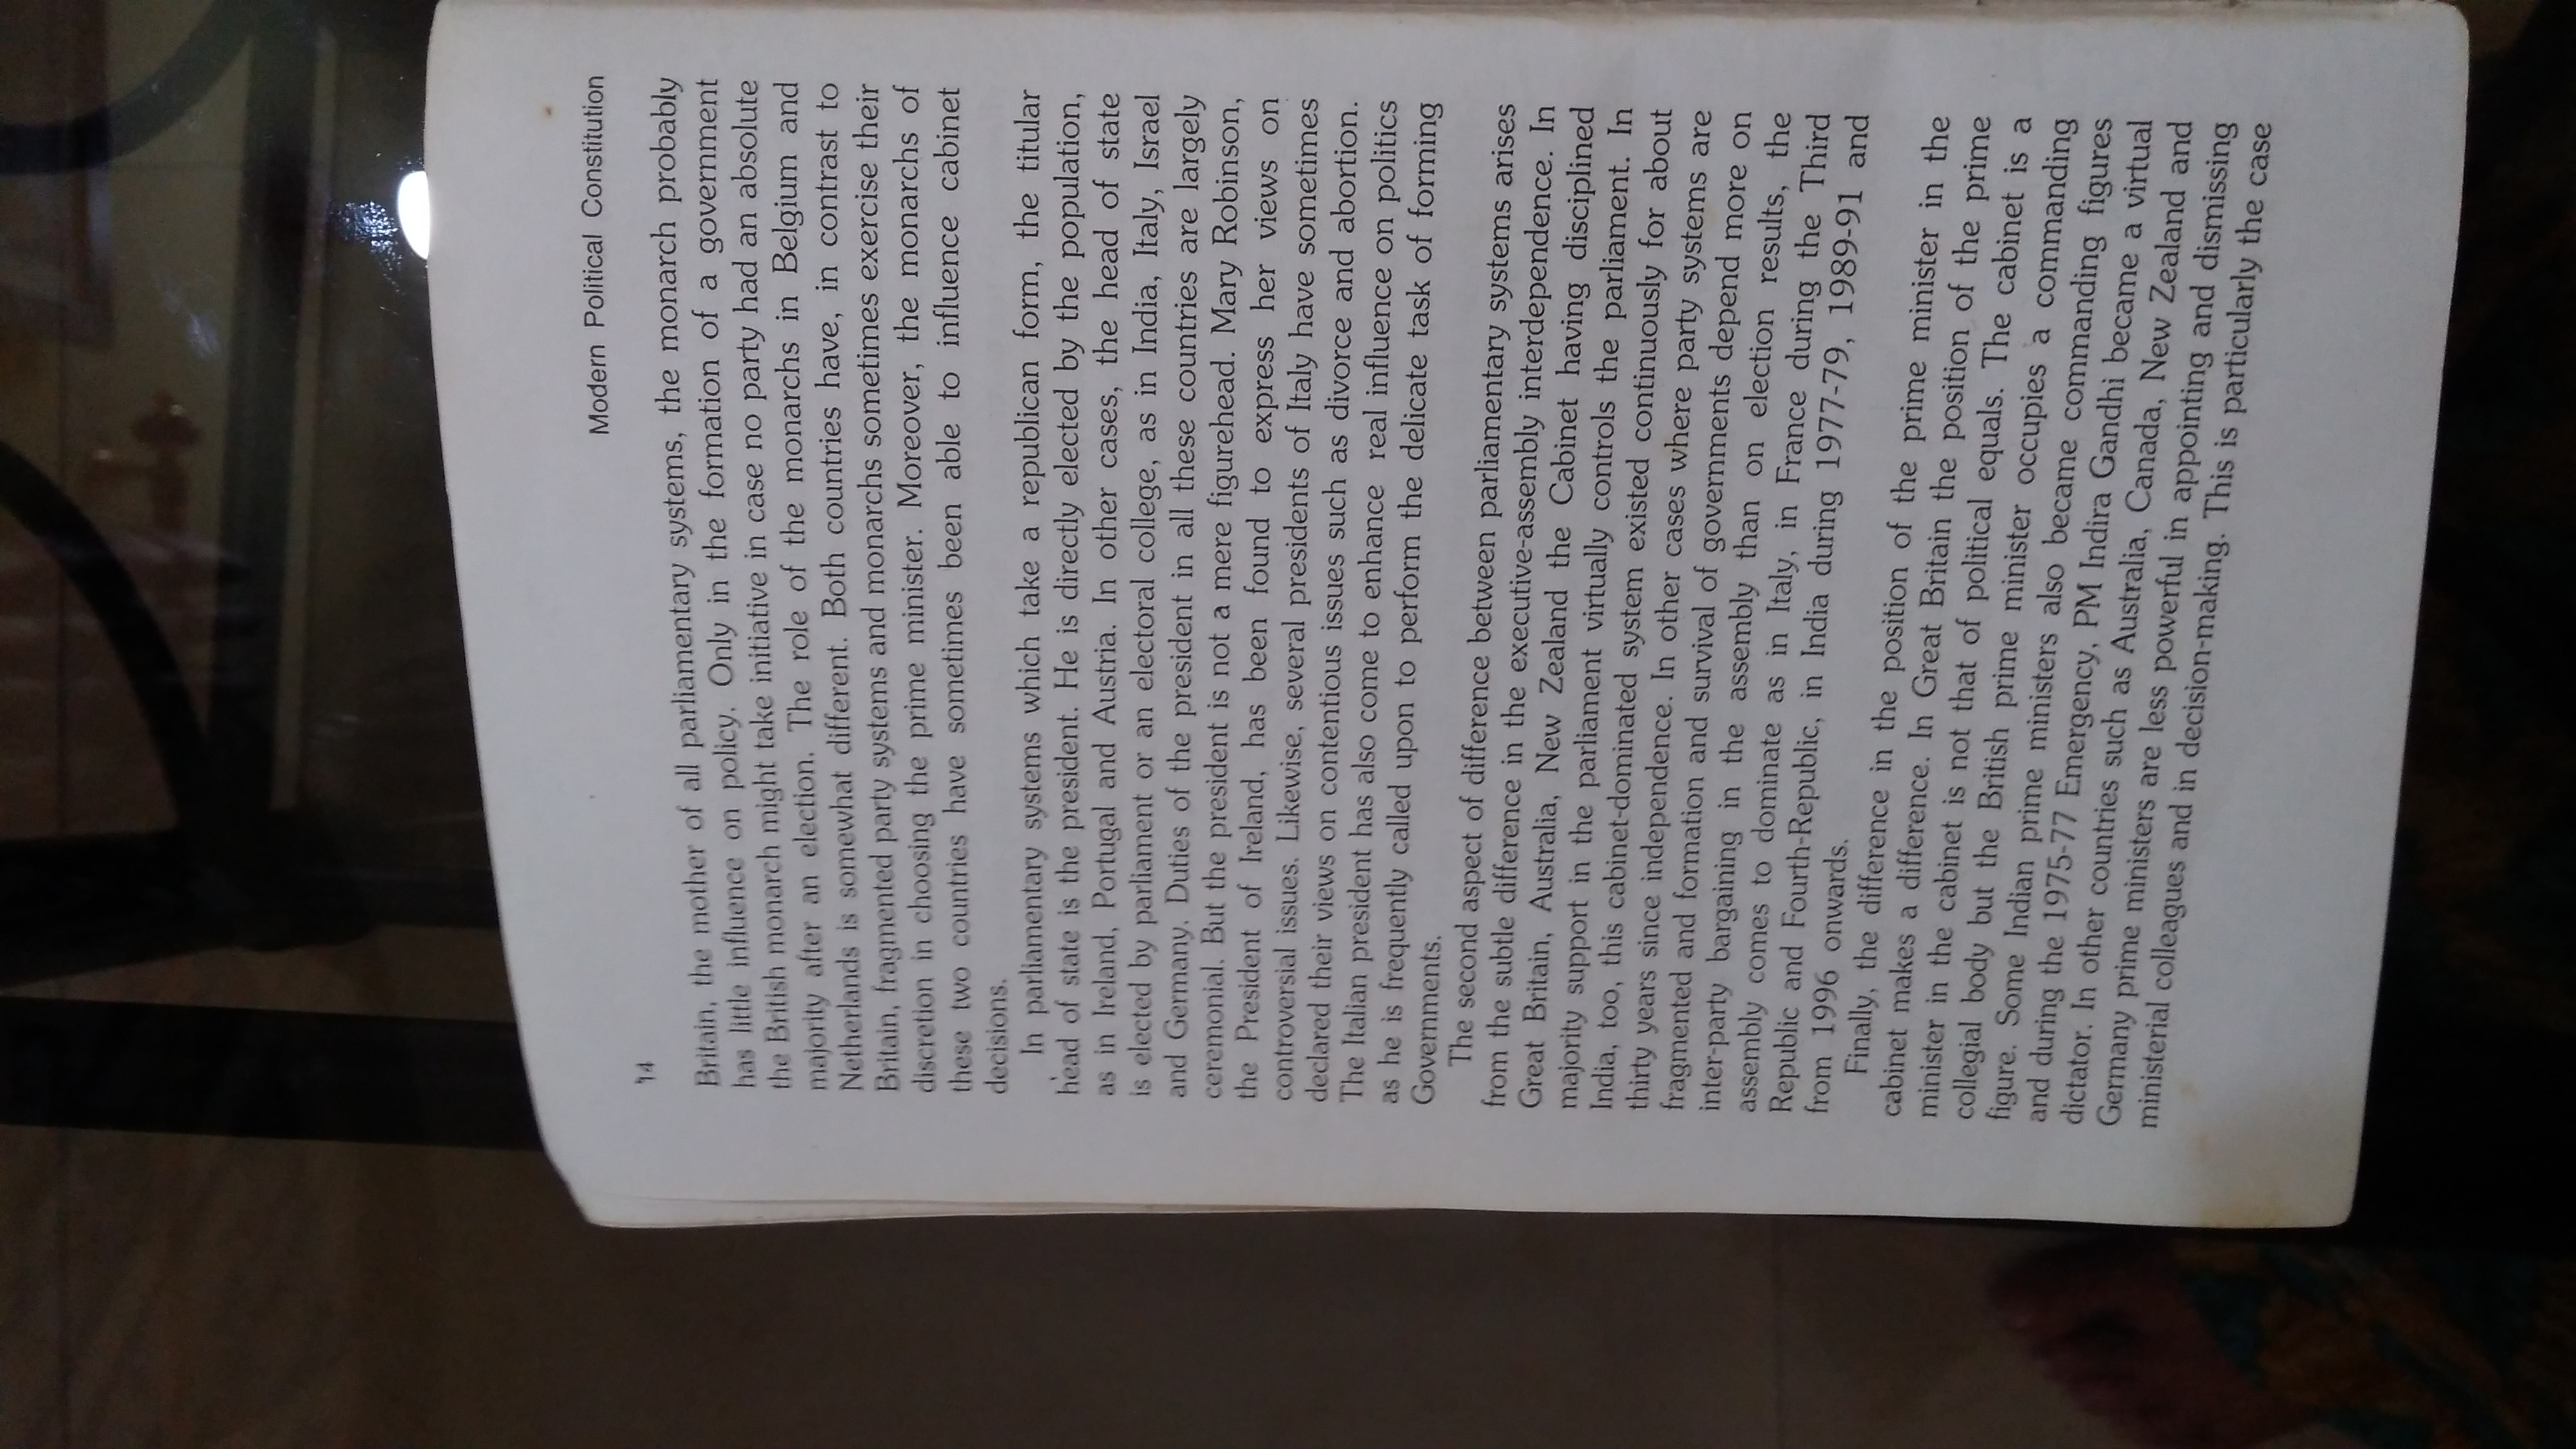 14
Modern Political Constitution
Britain, the mother of all parliamentary systems, the monarch probably
has little influence on policy. Only in the formation of a government
the British monarch might take initiative in case no party had an absolute
majority after an election. The role of the monarchs in Belgium and
Netherlands is somewhat different. Both countries have, in contrast to
Britain, fragmented party systems and monarchs sometimes exercise their
discretion in choosing the prime minister. Moreover, the monarchs of
these two countries have sometimes been able to influence cabinet
decisions.
In parliamentary systems which take a republican form, the titular
head of state is the president. He is directly elected by the population,
as in Ireland, Portugal and Austria. In other cases, the head of state
is elected by parliament or an electoral college, as in India, Italy, Israel
and Germany. Duties of the president in all these countries are largely
ceremonial. But the president is not a mere figurehead. Mary Robinson,
the President of Ireland, has been found to express her views on
controversial issues. Likewise, several presidents of Italy have sometimes
declared their views on contentious issues such as divorce and abortion.
The Italian president has also come to enhance real influence on politics
as he is frequently called upon to perform the delicate task of forming
Governments.
The second aspect of difference between parliamentary systems arises
from the subtle difference in the executive-assembly interdependence. In
Great Britain, Australia, New Zealand the Cabinet having disciplined
majority support in the parliament virtually controls the parliament. In
India, too, this cabinet-dominated system existed continuously for about
thirty years since independence. In other cases where party systems are
fragmented and formation and survival of governments depend more on
inter-party bargaining in the assembly than on election results, the
assembly comes to dominate as in Italy, in France during the Third
Republic and Fourth-Republic, in India during 1977-79, 1989-91 and
from 1996 onwards.
Finally, the difference in the position of the prime minister in the
cabinet makes a difference. In Great Britain the position of the prime
minister in the cabinet is not that of political equals. The cabinet is a
collegial body but the British prime minister occupies a commanding
figure. Some Indian prime ministers also became commanding figures
and during the 1975-77 Emergency, PM Indira Gandhi became a virtual
dictator. In other countries such as Australia, Canada, New Zealand and
Germany prime ministers are less powerful in appointing and dismissing
ministerial colleagues and in decision-making. This is particularly the case